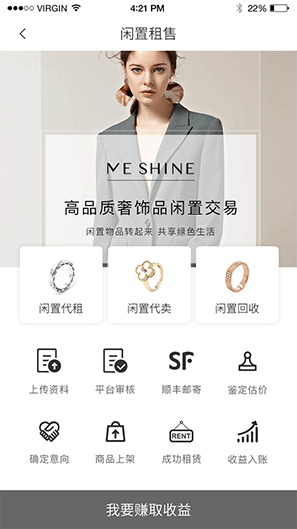 VIRGIN 4:21 PM 22%
闲置租售
ME SHINE
高品质奢饰品闲置交易
闲置物品转起来 共享绿色生活
闲置代租 闲置代卖 闲置回收
SF
上传资料 平台审核 顺丰邮寄 鉴定估价
RENT
确定意向 商品上架 成功租赁 收益入账
我要赚取收益